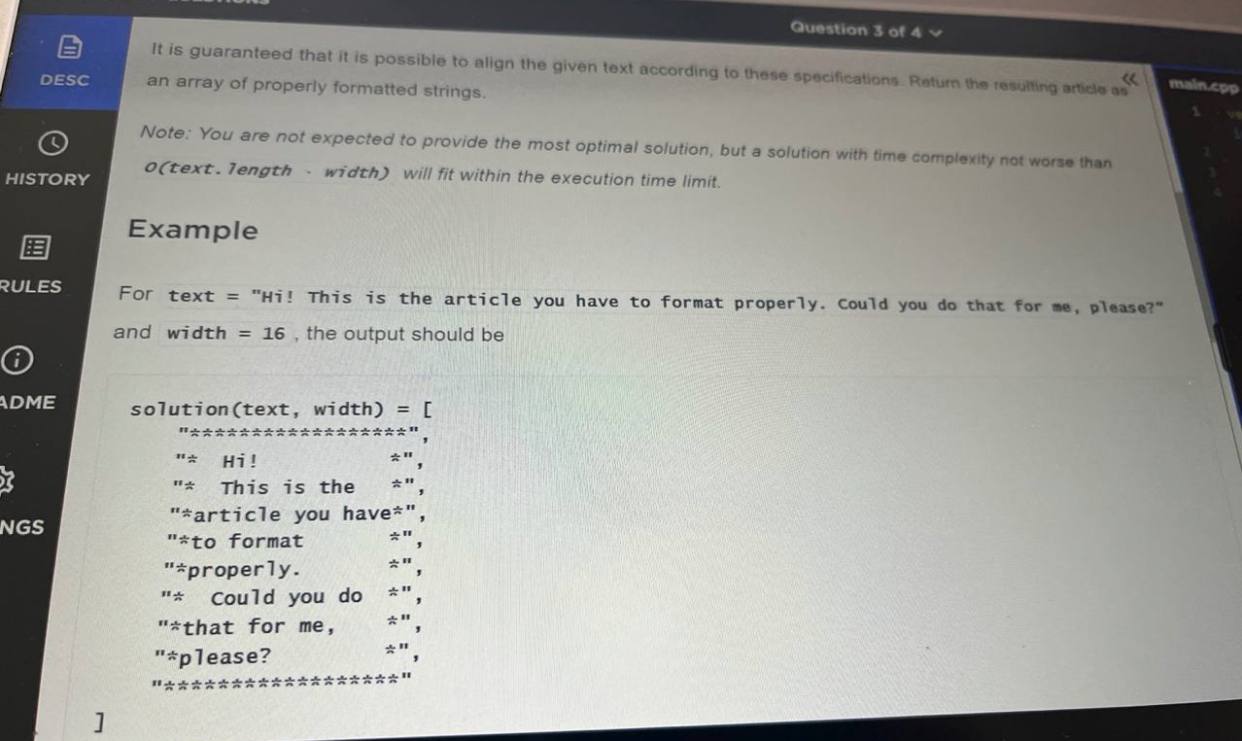 Question 3 of 4
DESC
It is guaranteed that it is possible to align the given text according to these specifications. Return the resulting article as
an array of properly formatted strings.
main.cpp
1
HISTORY
Note: You are not expected to provide the most optimal solution, but a solution with time complexity not worse than
O(text.length · width) will fit within the execution time limit.
Example
RULES
For text = "Hi! This is the article you have to format properly. Could you do that for me, please?"
and width = 16 , the output should be
ADME
solution(text, width) = [
"******************",
"*  Hi!           *",
"*  This is the   *",
"*article you have*",
"*to format       *",
"*properly.       *",
"*  Could you do  *",
"*that for me,    *",
"*please?         *",
"******************"
]
NGS